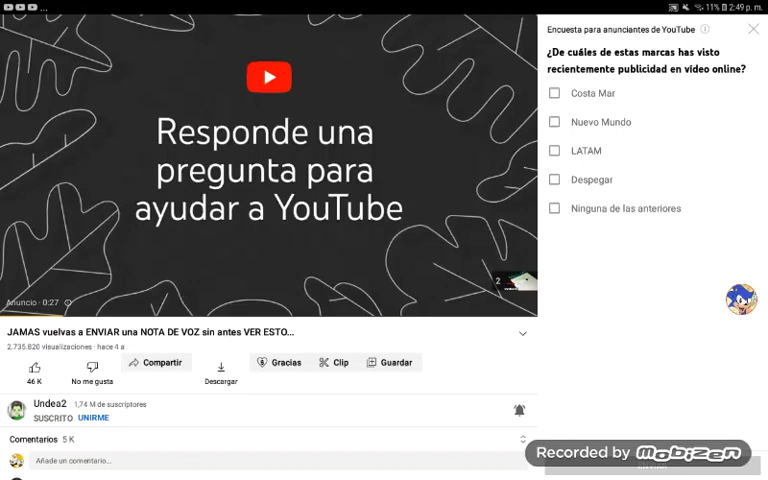 11% 2:49 p. m.
Responde una
pregunta para
ayudar a YouTube
2
Anuncio · 0:27
JAMAS vuelvas a ENVIAR una NOTA DE VOZ sin antes VER ESTO...
2.735.820 visualizaciones · hace 4 a
46 K
No me gusta
Compartir
Descargar
Gracias
Clip
Guardar
Undea2 1,74 M de suscriptores
SUSCRITO UNIRME
Comentarios 5 K
Añade un comentario...
Encuesta para anunciantes de YouTube
¿De cuáles de estas marcas has visto
recientemente publicidad en vídeo online?
Costa Mar
Nuevo Mundo
LATAM
Despegar
Ninguna de las anteriores
Recorded by MOBIZEN